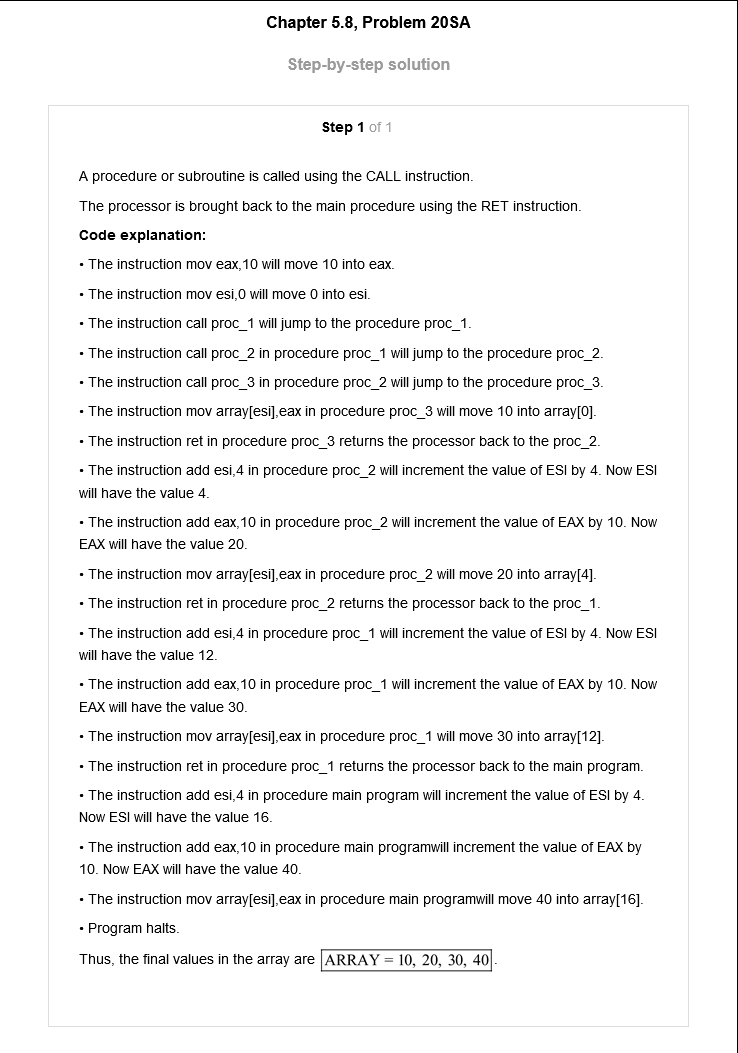 Chapter 5.8, Problem 20SA
Step-by-step solution
Step 1 of 1
A procedure or subroutine is called using the CALL instruction.
The processor is brought back to the main procedure using the RET instruction.
Code explanation:
• The instruction mov eax,10 will move 10 into eax.
• The instruction mov esi,0 will move 0 into esi.
• The instruction call proc_1 will jump to the procedure proc_1.
• The instruction call proc_2 in procedure proc_1 will jump to the procedure proc_2.
• The instruction call proc_3 in procedure proc_2 will jump to the procedure proc_3.
• The instruction mov array[esi],eax in procedure proc_3 will move 10 into array[0].
• The instruction ret in procedure proc_3 returns the processor back to the proc_2.
• The instruction add esi,4 in procedure proc_2 will increment the value of ESI by 4. Now ESI
will have the value 4.
• The instruction add eax,10 in procedure proc_2 will increment the value of EAX by 10. Now
EAX will have the value 20.
• The instruction mov array[esi],eax in procedure proc_2 will move 20 into array[4].
• The instruction ret in procedure proc_2 returns the processor back to the proc_1.
• The instruction add esi,4 in procedure proc_1 will increment the value of ESI by 4. Now ESI
will have the value 12.
• The instruction add eax,10 in procedure proc_1 will increment the value of EAX by 10. Now
EAX will have the value 30.
• The instruction mov array[esi],eax in procedure proc_1 will move 30 into array[12].
• The instruction ret in procedure proc_1 returns the processor back to the main program.
• The instruction add esi,4 in procedure main program will increment the value of ESI by 4.
Now ESI will have the value 16.
• The instruction add eax,10 in procedure main programwill increment the value of EAX by
10. Now EAX will have the value 40.
• The instruction mov array[esi],eax in procedure main programwill move 40 into array[16].
• Program halts.
Thus, the final values in the array are ARRAY = 10, 20, 30, 40.